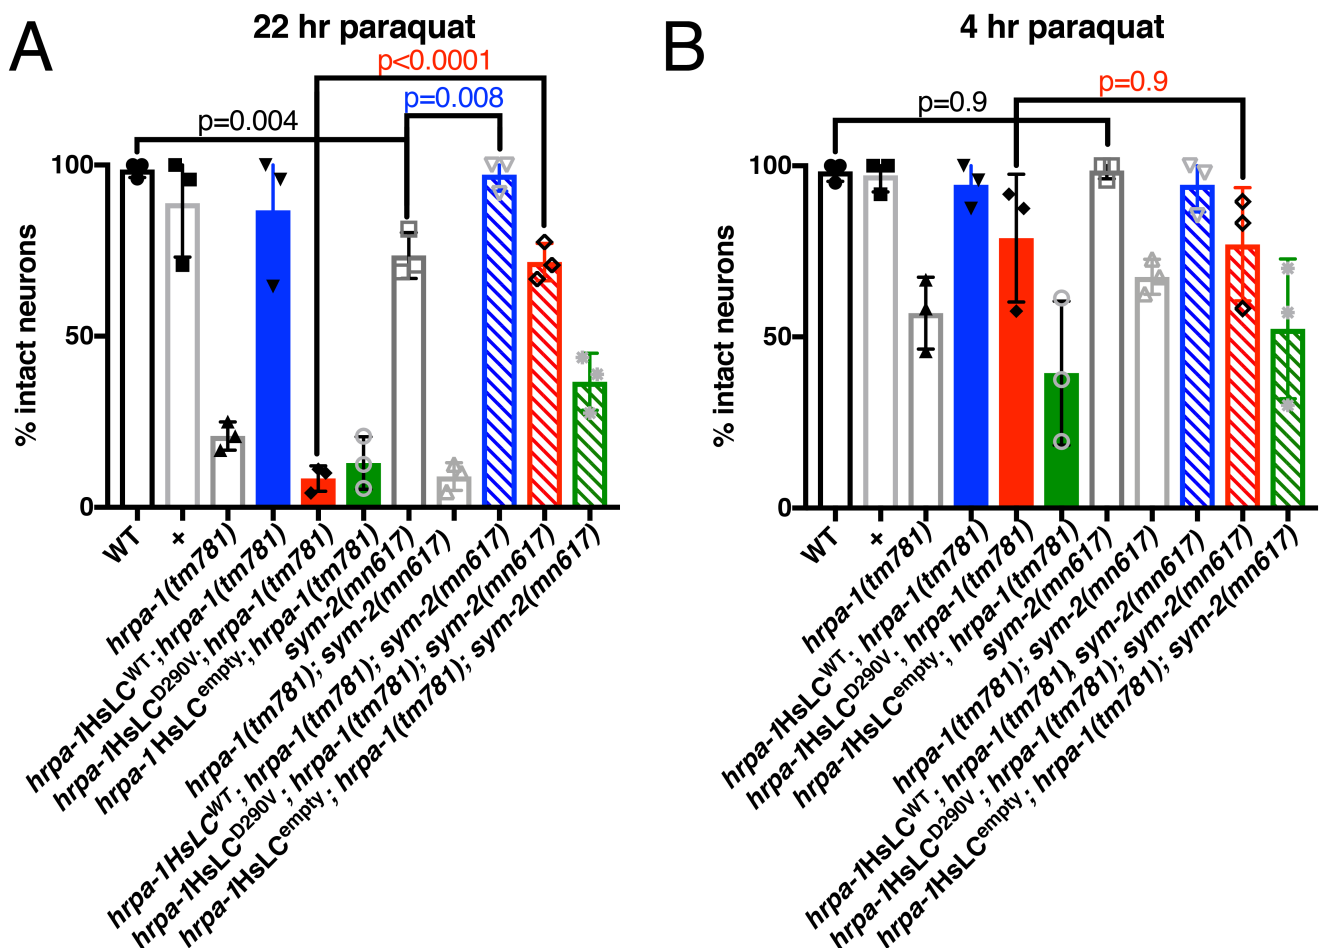 A
22 hr paraquat
p<0.0001
p=0.008
p=0.004
% intact neurons
100
50
0
WT
+
hrpa-1(tm781)
hrpa-1HsLCWT; hrpa-1(tm781)
hrpa-1HsLCD290V; hrpa-1(tm781)
hrpa-1HsLCempty; hrpa-1(tm781)
sym-2(mn617)
hrpa-1(tm781); sym-2(mn617)
hrpa-1HsLCWT; hrpa-1(tm781); sym-2(mn617)
hrpa-1HsLCD290V; hrpa-1(tm781); sym-2(mn617)
hrpa-1HsLCempty; hrpa-1(tm781); sym-2(mn617)
B
4 hr paraquat
p=0.9
p=0.9
% intact neurons
100
50
0
WT
+
hrpa-1(tm781)
hrpa-1HsLCWT; hrpa-1(tm781)
hrpa-1HsLCD290V; hrpa-1(tm781)
hrpa-1HsLCempty; hrpa-1(tm781)
sym-2(mn617)
hrpa-1(tm781); sym-2(mn617)
hrpa-1HsLCWT; hrpa-1(tm781), sym-2(mn617)
hrpa-1HsLCD290V; hrpa-1(tm781); sym-2(mn617)
hrpa-1HsLCempty; hrpa-1(tm781); sym-2(mn617)